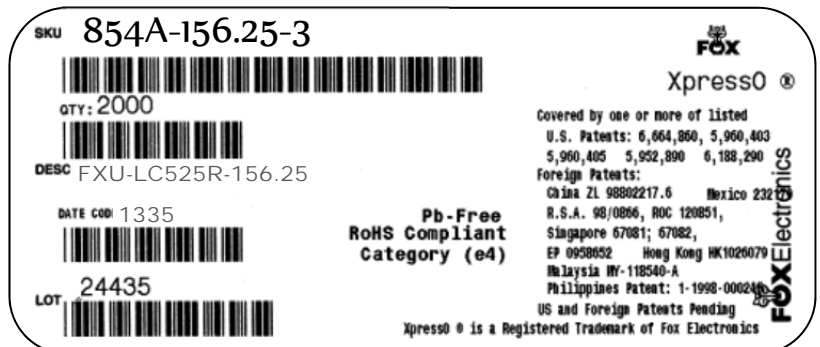 SKU 854A-156.25-3
QTY: 2000
DESC FXU-LC525R-156.25
DATE COD 1335
LOT 24435
Pb-Free
RoHS Compliant
Category (e4)
FOX
XpressO ®
Covered by one or more of listed
U.S. Patents: 6,664,860, 5,960,403
5,960,405 5,952,890 6,188,290
Foreign Patents:
China ZL 98802217.6 Mexico 232179
R.S.A. 98/0866, ROC 120851,
Singapore 67081; 67082,
EP 0958652 Hong Kong HK1026079
Malaysia MY-118540-A
Philippines Patent:
US and Foreign Patents Pending
XpressO ® is a Registered Trademark of Fox Electronics
FOXElectronics